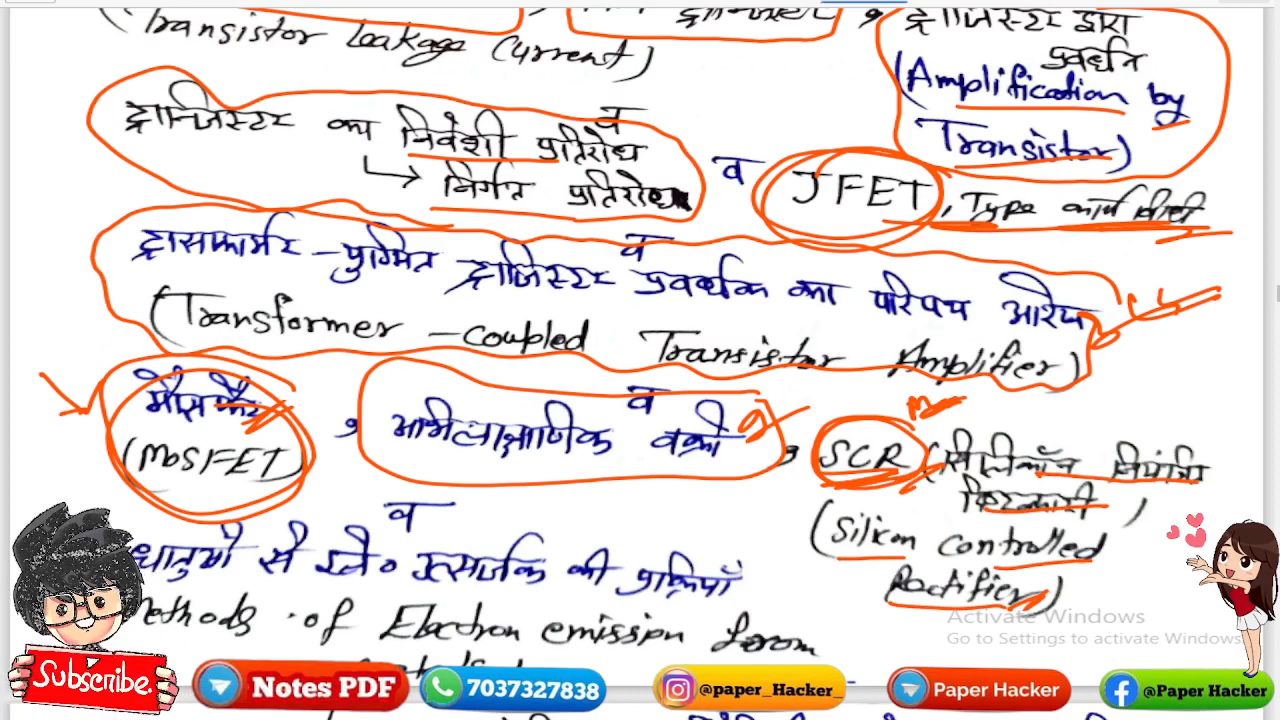 (Transistor Leakage Current)
ट्रांजिस्टर द्वारा
प्रवर्धन
(Amplification by
Transistor)
ट्रान्जिस्टर का निवेशी प्रतिरोध व
निर्गत प्रतिरोध
व JFET, Type कार्य विधी
ट्रांसफार्मर - युग्मित ट्रांजिस्टर प्रवर्धक का परिपथ आरेख व
(Transformer - Coupled Transistor Amplifier)
(MOSFET) , अभिलाक्षणिक वक्रो व
, SCR (सिलिकॉन नियंत्रित
दिष्टकारी)
(Silicon Controlled
Rectifier)
धातुओं से इले० उत्सर्जक की प्रक्रियाँ व
Methods of Electron emission from
Activate Windows
Go to Settings to activate Windows.
Subscribe.
Notes PDF
7037327838
@paper_Hacker_
Paper Hacker
@Paper Hacker